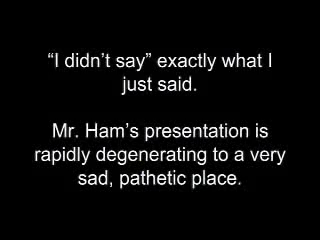 “I didn’t say” exactly what I
just said.
Mr. Ham’s presentation is
rapidly degenerating to a very
sad, pathetic place.